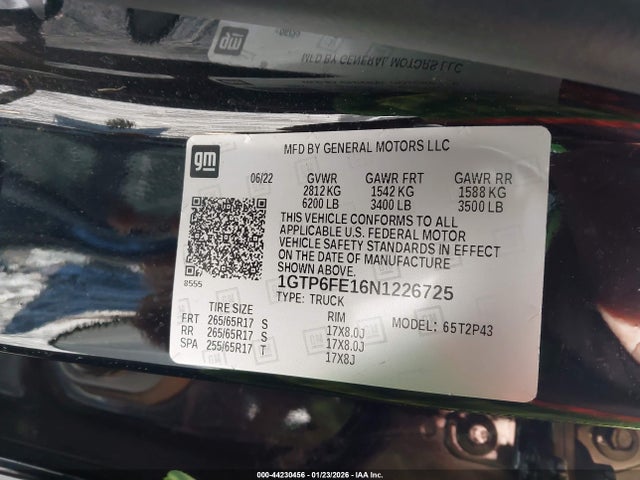 gm
MFD BY GENERAL MOTORS LLC
06/22 GVWR GAWR FRT GAWR RR
2812 KG 1542 KG 1588 KG
6200 LB 3400 LB 3500 LB
THIS VEHICLE CONFORMS TO ALL
APPLICABLE U.S. FEDERAL MOTOR
VEHICLE SAFETY STANDARDS IN EFFECT
ON THE DATE OF MANUFACTURE
SHOWN ABOVE.
8555
1GTP6FE16N1226725
TYPE: TRUCK
TIRE SIZE RIM
FRT 265/65R17 S 17X8.0J MODEL: 65T2P43
RR 265/65R17 S 17X8.0J
SPA 255/65R17 T 17X8J
000-44230456 - 01/23/2026 - IAA Inc.